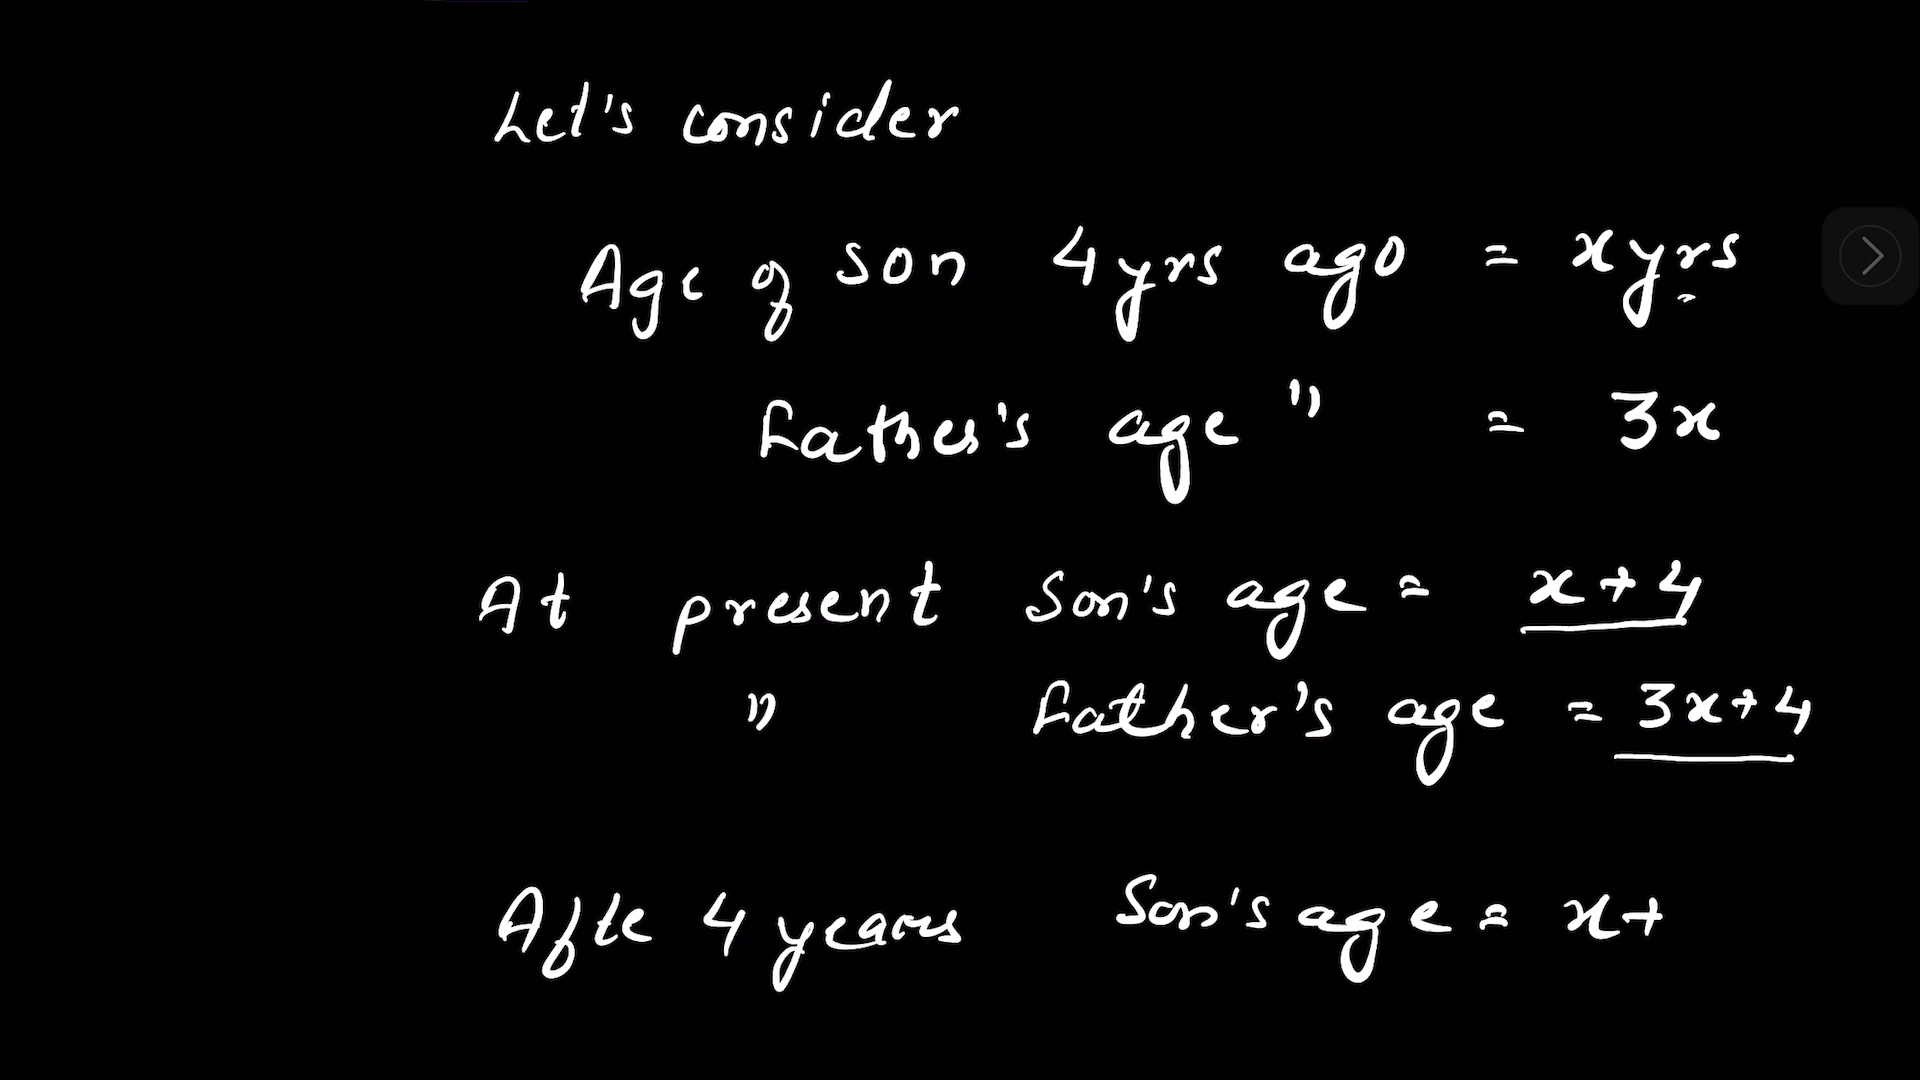 Let's consider
Age of son 4 yrs ago = x yrs
Father's age " = 3x
At present Son's age = x+4
" Father's age = 3x+4
Afte 4 years Son's age = x+